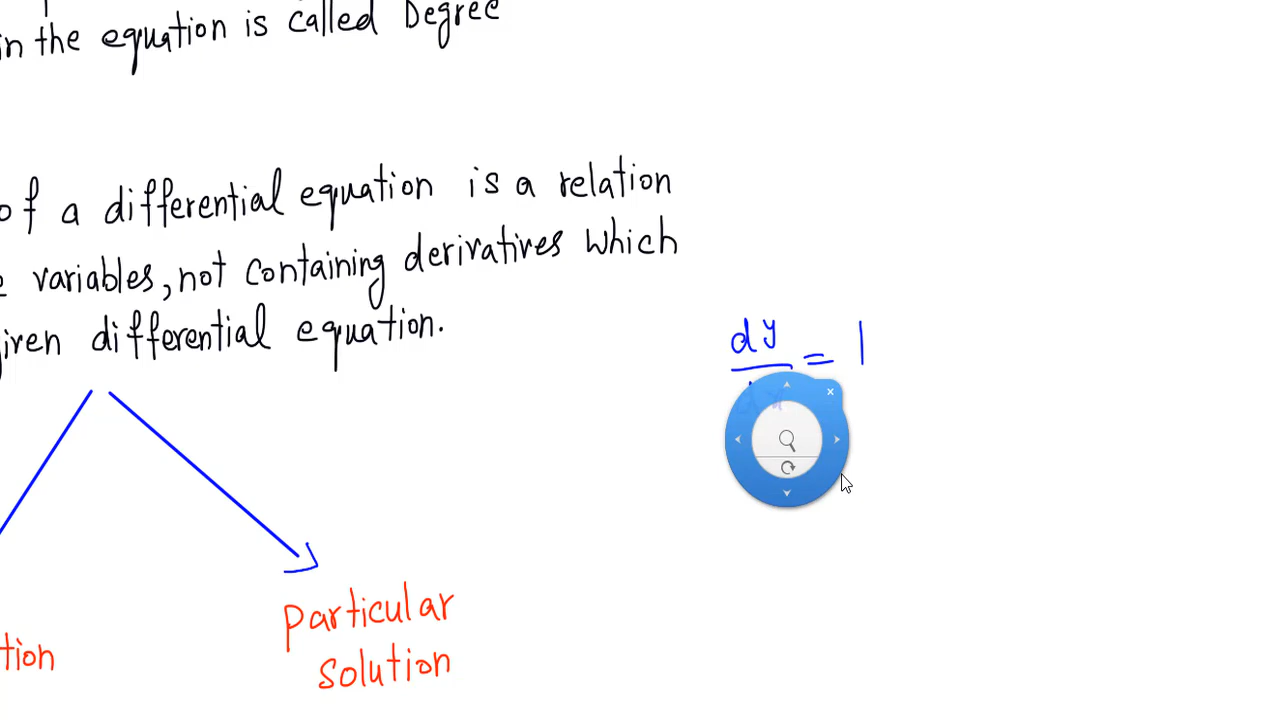 in the equation is called Degree
of a differential equation is a relation
variables, not containing derivatives which
differential equation.
dy
= 1
dx
particular
solution